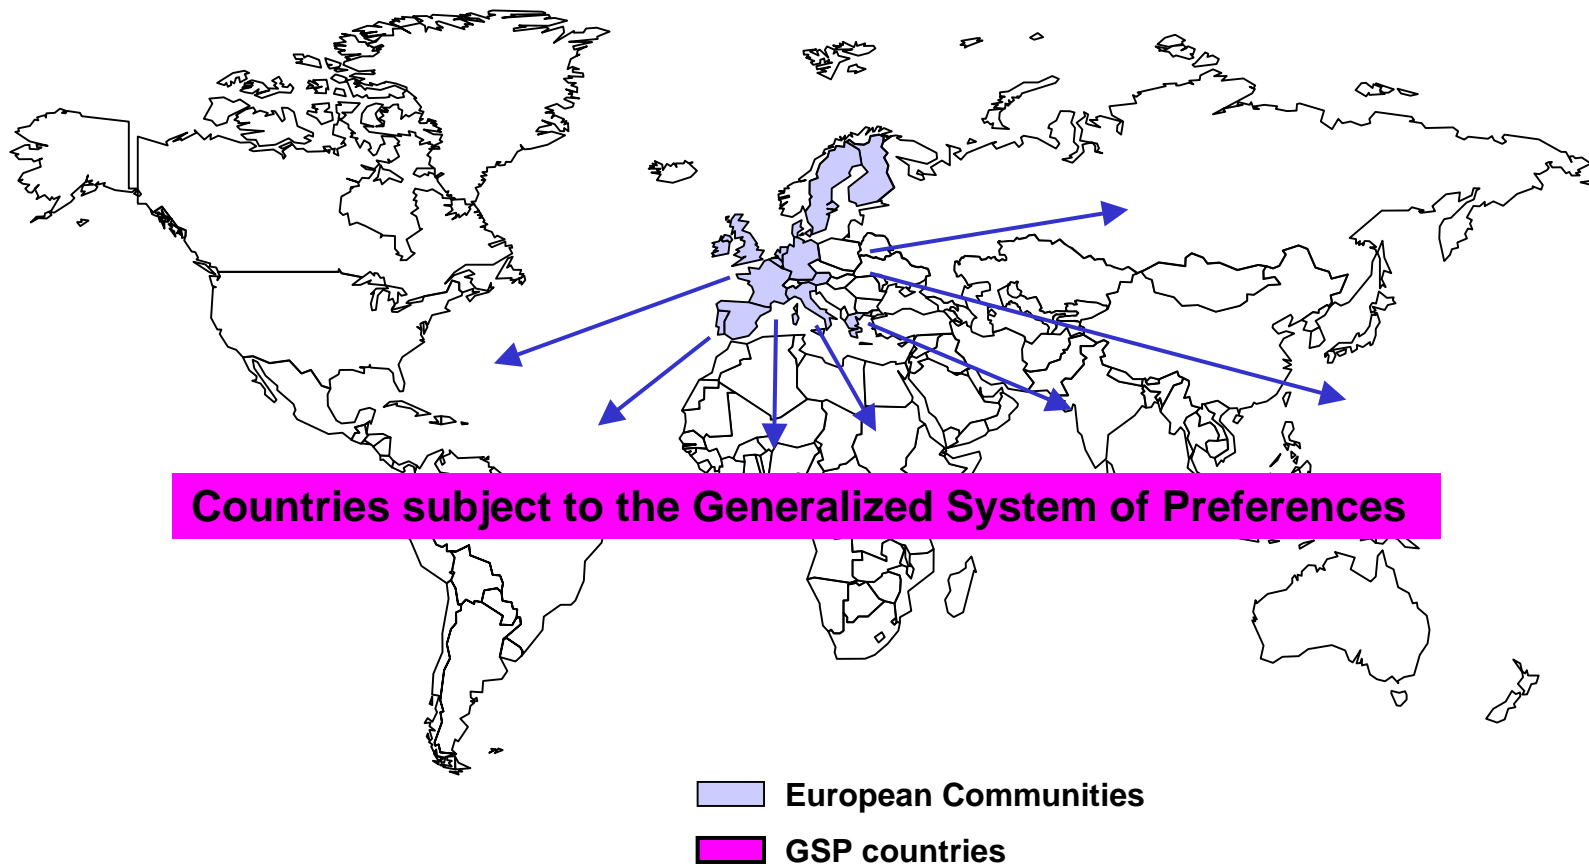 Countries subject to the Generalized System of Preferences
European Communities
GSP countries